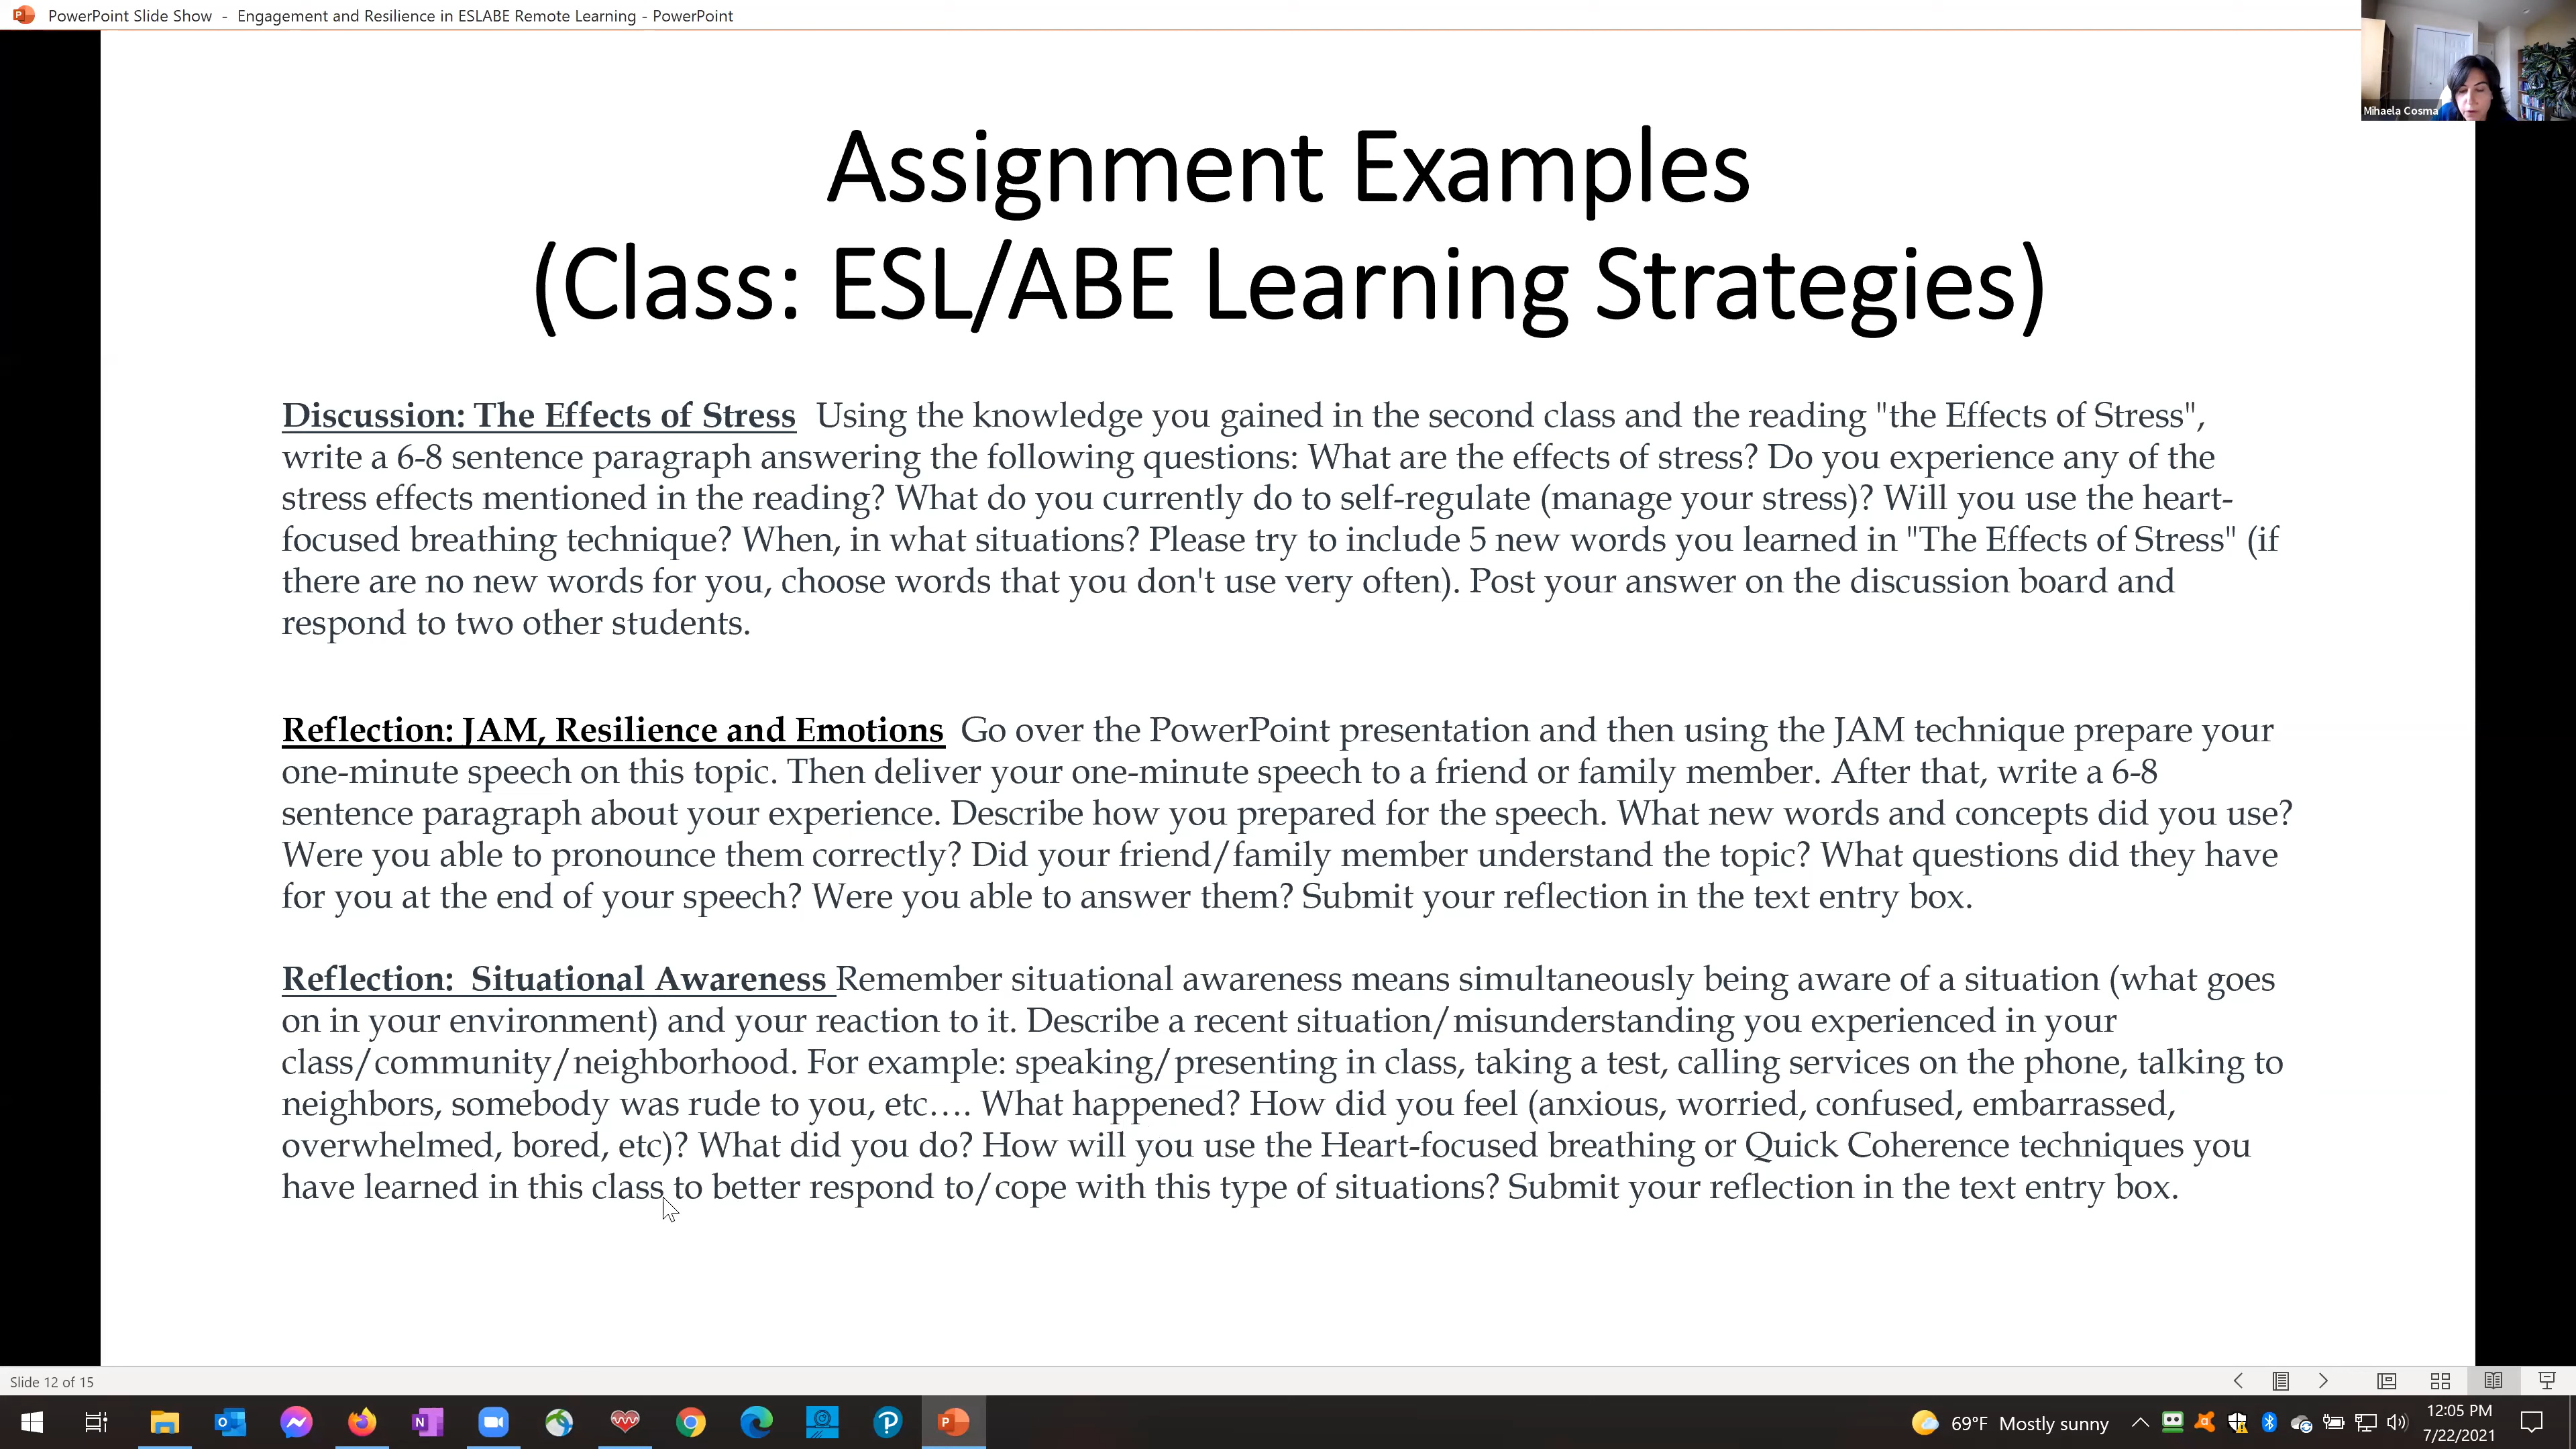 PowerPoint Slide Show - Engagement and Resilience in ESLABE Remote Learning - PowerPoint
Mihaela Cosma
Assignment Examples
(Class: ESL/ABE Learning Strategies)
Discussion: The Effects of Stress Using the knowledge you gained in the second class and the reading "the Effects of Stress",
write a 6-8 sentence paragraph answering the following questions: What are the effects of stress? Do you experience any of the
stress effects mentioned in the reading? What do you currently do to self-regulate (manage your stress)? Will you use the heart-
focused breathing technique? When, in what situations? Please try to include 5 new words you learned in "The Effects of Stress" (if
there are no new words for you, choose words that you don't use very often). Post your answer on the discussion board and
respond to two other students.
Reflection: JAM, Resilience and Emotions Go over the PowerPoint presentation and then using the JAM technique prepare your
one-minute speech on this topic. Then deliver your one-minute speech to a friend or family member. After that, write a 6-8
sentence paragraph about your experience. Describe how you prepared for the speech. What new words and concepts did you use?
Were you able to pronounce them correctly? Did your friend/family member understand the topic? What questions did they have
for you at the end of your speech? Were you able to answer them? Submit your reflection in the text entry box.
Reflection: Situational Awareness Remember situational awareness means simultaneously being aware of a situation (what goes
on in your environment) and your reaction to it. Describe a recent situation/misunderstanding you experienced in your
class/community/neighborhood. For example: speaking/presenting in class, taking a test, calling services on the phone, talking to
neighbors, somebody was rude to you, etc.... What happened? How did you feel (anxious, worried, confused, embarrassed,
overwhelmed, bored, etc)? What did you do? How will you use the Heart-focused breathing or Quick Coherence techniques you
have learned in this class to better respond to/cope with this type of situations? Submit your reflection in the text entry box.
Slide 12 of 15
69°F Mostly sunny
12:05 PM
7/22/2021